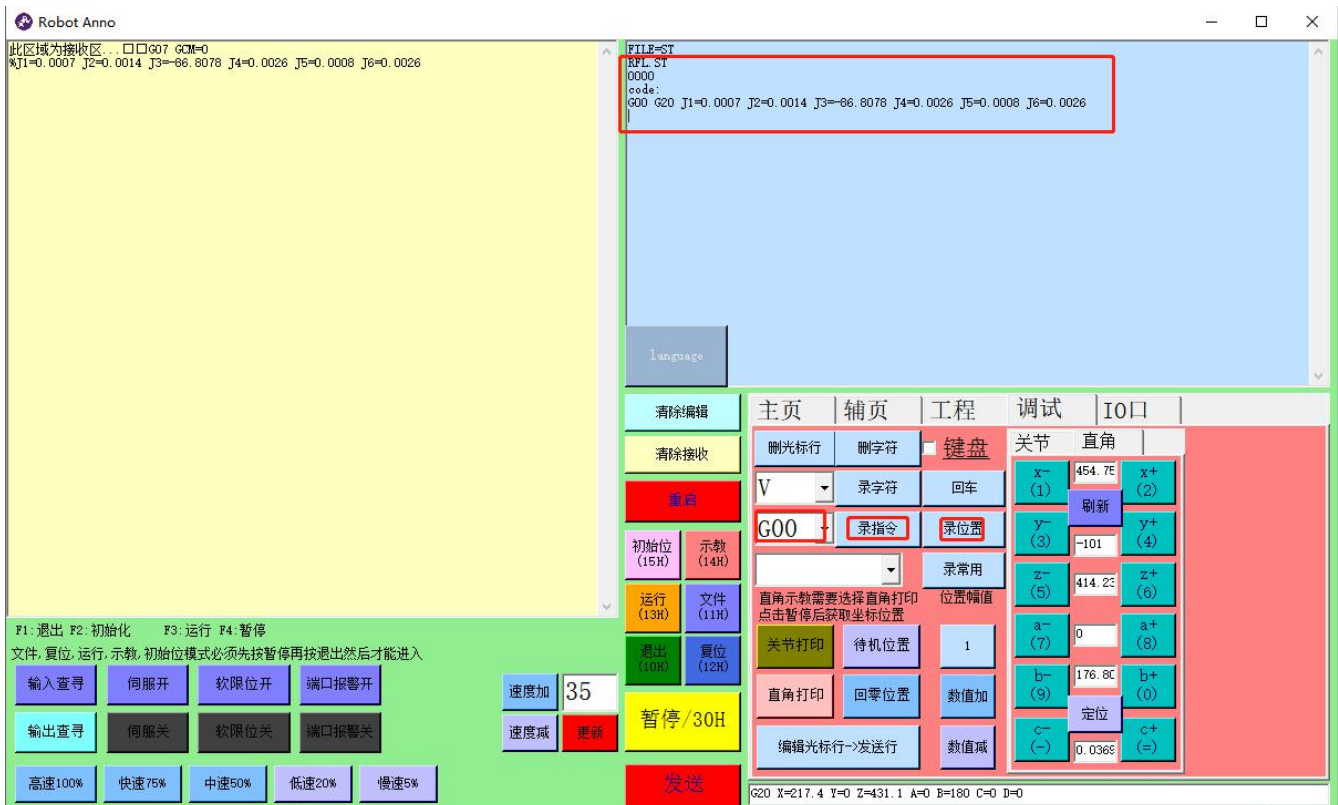 Robot Anno
此区域为接收区...□□G07 GCM=0
%J1=0.0007 J2=0.0014 J3=-86.8078 J4=0.0026 J5=0.0008 J6=0.0026
FILE=ST
RFL.ST
0000
code:
G00 G20 J1=0.0007 J2=0.0014 J3=-86.8078 J4=0.0026 J5=0.0008 J6=0.0026
language
清除编辑
清除接收
重启
初始位(15H)
示教(14H)
运行(13H)
文件(11H)
退出(10H)
复位(12H)
暂停/30H
发送
主页 辅页 工程 调试 IO口
删光标行 删字符 键盘
V 录字符 回车
G00 录指令 录位置
录常用
直角示教需要选择直角打印
点击暂停后获取坐标位置
位置幅值
关节打印 待机位置 1
直角打印 回零位置 数值加
编辑光标行->发送行 数值减
关节 直角
x-(1) 454.75 x+(2)
刷新
y-(3) -101 y+(4)
z-(5) 414.23 z+(6)
a-(7) 0 a+(8)
b-(9) 176.80 b+(0)
定位
c-(-) 0.0369 c+(=)
G20 X=217.4 Y=0 Z=431.1 A=0 B=180 C=0 D=0
F1:退出 F2:初始化 F3:运行 F4:暂停
文件,复位,运行,示教,初始位模式必须先按暂停再按退出然后才能进入
输入查寻 伺服开 软限位开 端口报警开
速度加 35
输出查寻 伺服关 软限位关 端口报警关
速度减 更新
高速100% 快速75% 中速50% 低速20% 慢速5%